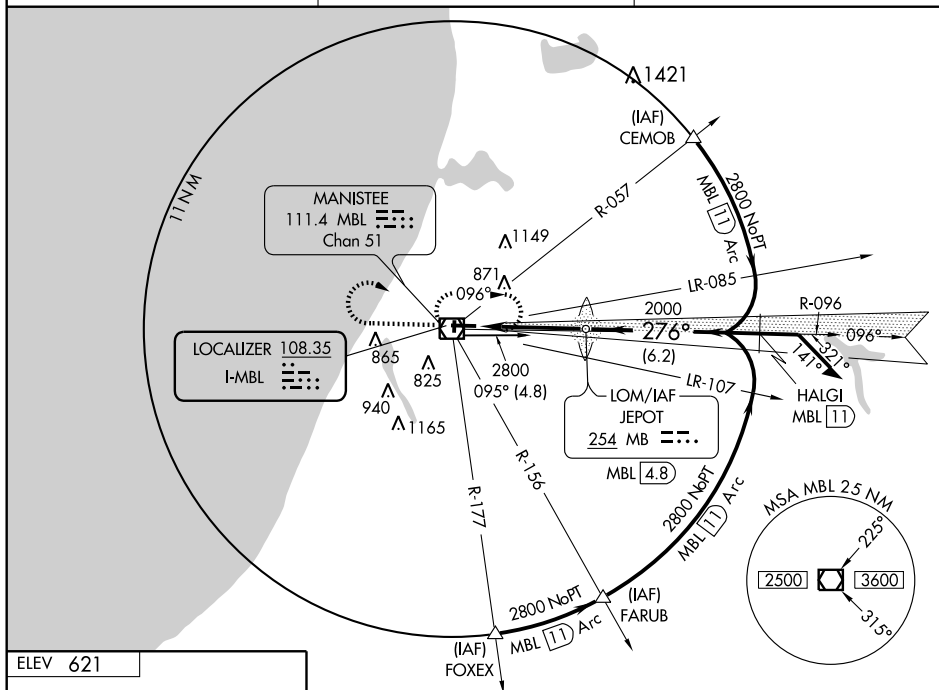 1421
(IAF)
CEMOB
11NM
2800 NoPT
MBL 11 Arc
MANISTEE
111.4 MBL
Chan 51
R-057
1149
871
096°
LR-085
2000
R-096
276°
096°
(6.2)
LOCALIZER 108.35
I-MBL
865
825
2800
095° (4.8)
321°
141°
HALGI
MBL 11
LR-107
LOM/IAF
JEPOT
254 MB
MBL 4.8
940
1165
R-177
R-156
2800 NoPT
MBL 11 Arc
MSA MBL 25 NM
225°
2500
3600
315°
2800 NoPT
MBL 11 Arc
(IAF)
FARUB
(IAF)
FOXEX
ELEV 621